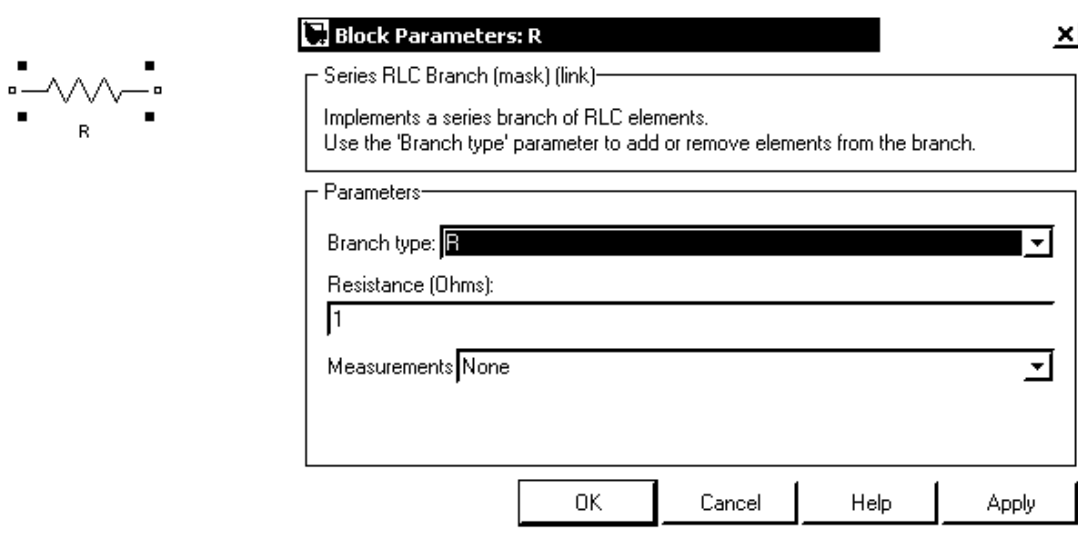 Block Parameters: R
R
Series RLC Branch (mask) (link)
Implements a series branch of RLC elements.
Use the 'Branch type' parameter to add or remove elements from the branch.
Parameters
Branch type: R
Resistance (Ohms):
1
Measurements None
OK Cancel Help Apply